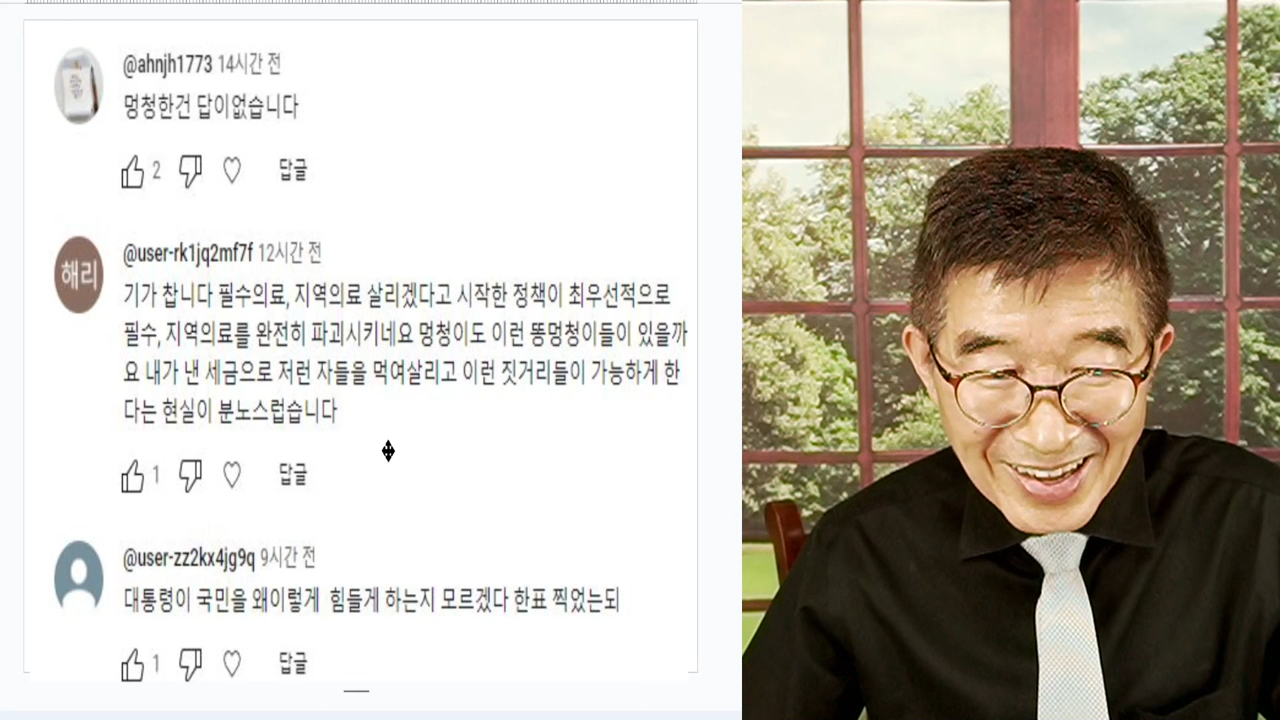 @ahnjh1773 14시간 전
멍청한건 답이없습니다
2 답글
해리
@user-rk1jq2mf7f 12시간 전
기가 찹니다 필수의료, 지역의료 살리겠다고 시작한 정책이 최우선적으로
필수, 지역의료를 완전히 파괴시키네요 멍청이도 이런 똥멍청이들이 있을까
요 내가 낸 세금으로 저런 자들을 먹여살리고 이런 짓거리들이 가능하게 한
다는 현실이 분노스럽습니다
1 답글
@user-zz2kx4jg9q 9시간 전
대통령이 국민을 왜이렇게 힘들게 하는지 모르겠다 한표 찍었는되
1 답글